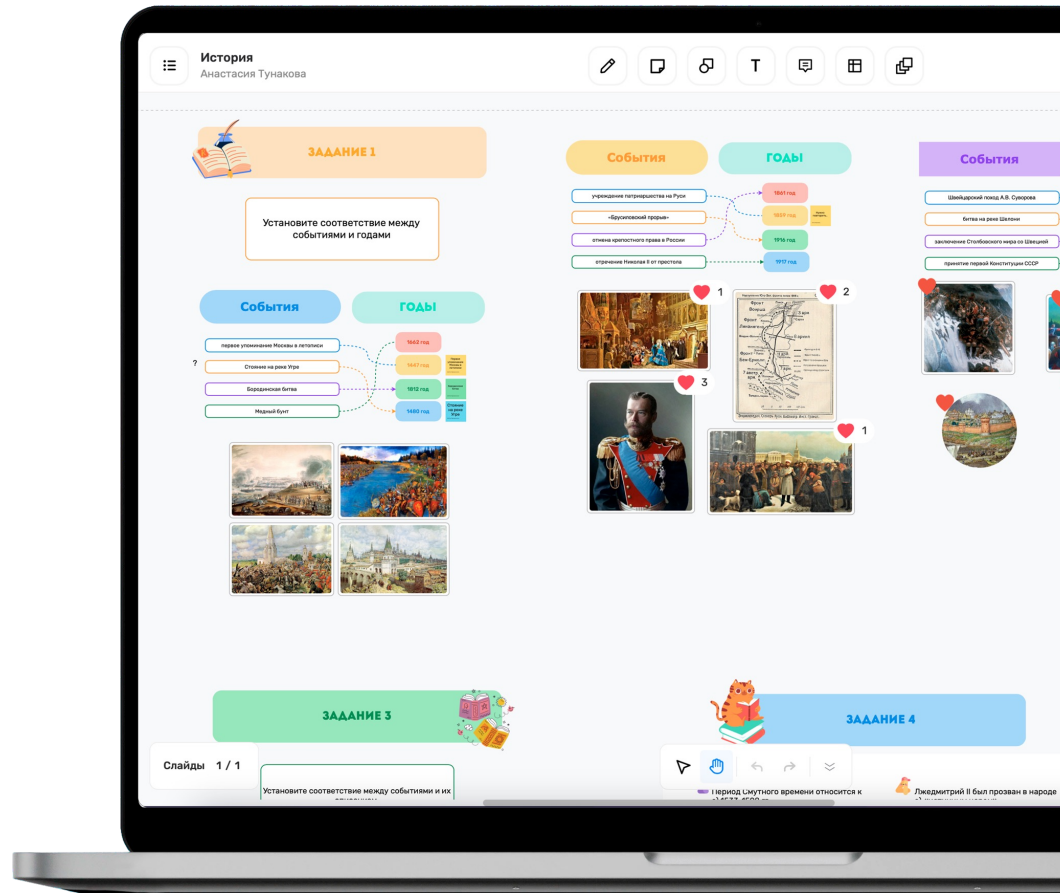 История
Анастасия Тунакова
T
ЗАДАНИЕ 1
Установите соответствие между
событиями и годами
События
ГОДЫ
первое упоминание Москвы в летописи
?
Стояние на реке Угре
Бородинская битва
Медный бунт
1662 год
1447 год
1812 год
1480 год
Стояние
на реке
Угре
События
ГОДЫ
учреждение патриаршества на Руси
«Брусиловский прорыв»
отмена крепостного права в России
отречение Николая II от престола
1861 год
1916 год
1917 год
1
2
3
1
События
Швейцарский поход А.В. Суворова
битва на реке Шелони
заключение Столбовского мира со Швецией
принятие первой Конституции СССР
ЗАДАНИЕ 3
Установите соответствие между событиями и их
ЗАДАНИЕ 4
Период Смутного времени относится к
Лжедмитрий II был прозван в народе
Слайды 1 / 1